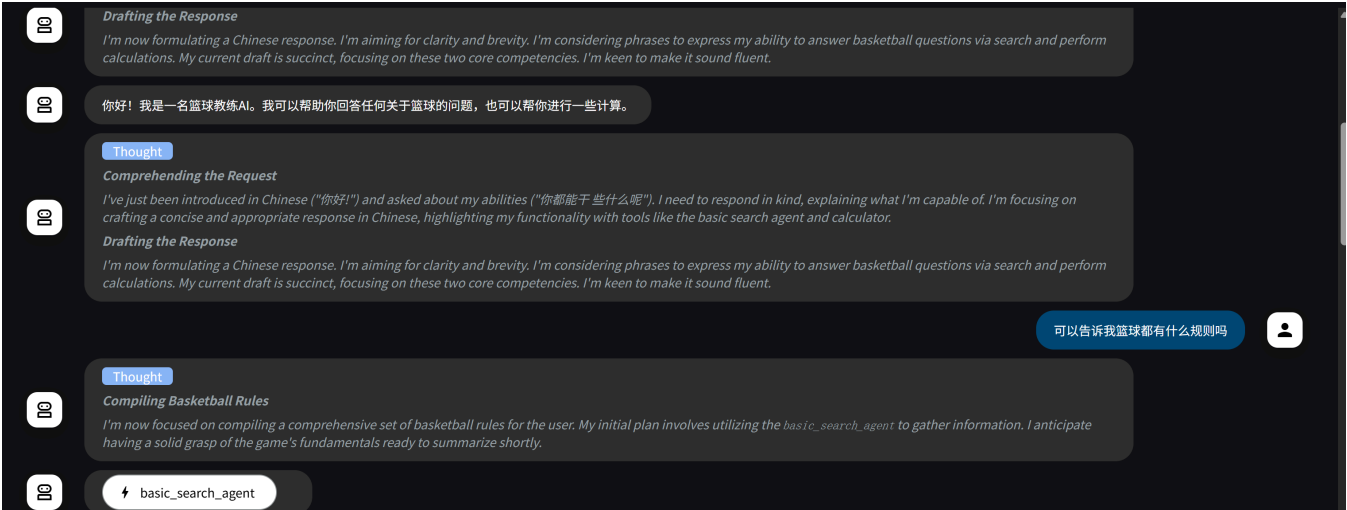 Drafting the Response
I'm now formulating a Chinese response. I'm aiming for clarity and brevity. I'm considering phrases to express my ability to answer basketball questions via search and perform
calculations. My current draft is succinct, focusing on these two core competencies. I'm keen to make it sound fluent.
你好！我是一名篮球教练AI。我可以帮助你回答任何关于篮球的问题，也可以帮你进行一些计算。
Thought
Comprehending the Request
I've just been introduced in Chinese ("你好!") and asked about my abilities ("你都能干 些什么呢"). I need to respond in kind, explaining what I'm capable of. I'm focusing on
crafting a concise and appropriate response in Chinese, highlighting my functionality with tools like the basic search agent and calculator.
Drafting the Response
I'm now formulating a Chinese response. I'm aiming for clarity and brevity. I'm considering phrases to express my ability to answer basketball questions via search and perform
calculations. My current draft is succinct, focusing on these two core competencies. I'm keen to make it sound fluent.
可以告诉我篮球都有什么规则吗
Thought
Compiling Basketball Rules
I'm now focused on compiling a comprehensive set of basketball rules for the user. My initial plan involves utilizing the basic_search_agent to gather information. I anticipate
having a solid grasp of the game's fundamentals ready to summarize shortly.
basic_search_agent